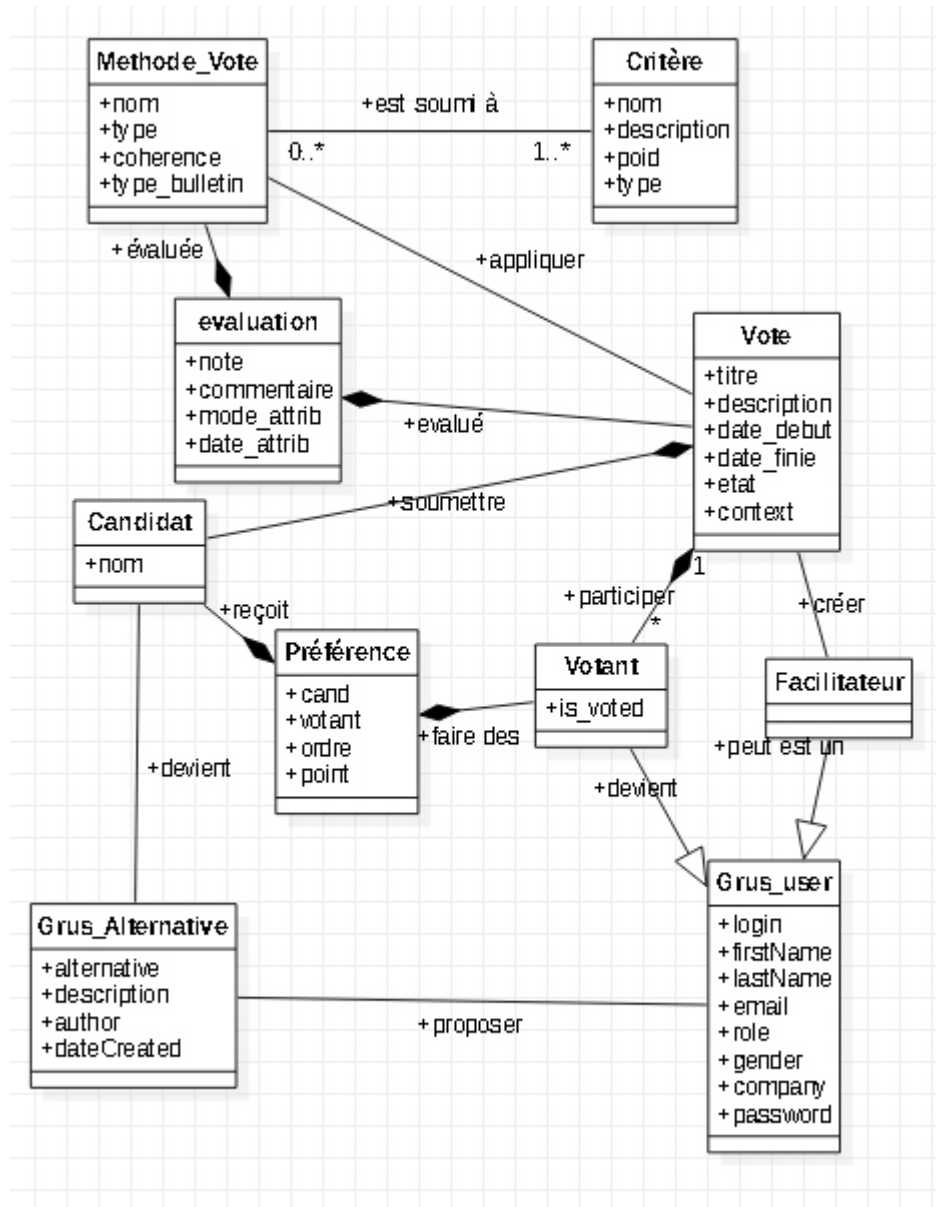 Methode_Vote
+nom
+type
+coherence
+type_bulletin
+est soumi à
0..*
1..*
Critère
+nom
+description
+poid
+type
+évaluée
+appliquer
evaluation
+note
+commentaire
+mode_attrib
+date_attrib
+evalué
Vote
+titre
+description
+date_debut
+date_finie
+etat
+context
+soumettre
Candidat
+nom
+reçoit
+participer
1
*
+créer
Préférence
+cand
+votant
+ordre
+point
+faire des
Votant
+is_voted
Facilitateur
+peut est un
+devient
+devient
Grus_user
+login
+firstName
+lastName
+email
+role
+gender
+company
+password
Grus_Alternative
+alternative
+description
+author
+dateCreated
+proposer